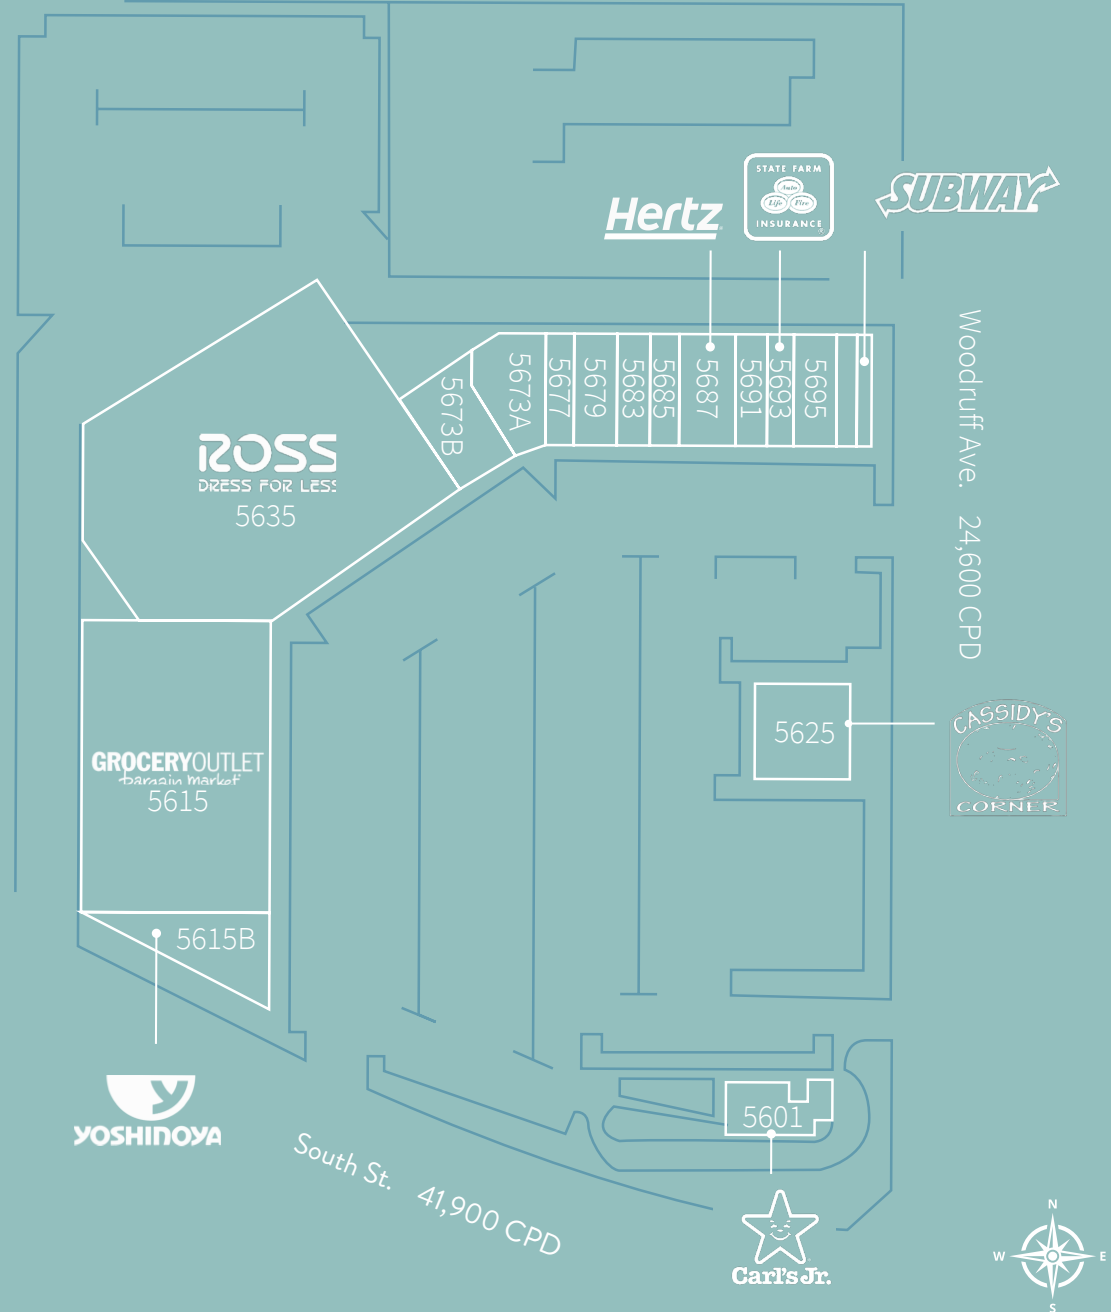 STATE FARM
Auto
Life Fire
INSURANCE
SUBWAY
Hertz
Woodruff Ave. 24,600 CPD
5673B
5673A
5677
5679
5683
5685
5687
5691
5693
5695
ROSS
DRESS FOR LESS
5635
5625
CASSIDY'S
CORNER
GROCERYOUTLET
bargain market
5615
5615B
YOSHINOYA
5601
South St. 41,900 CPD
Carl's Jr.
N
W E
S